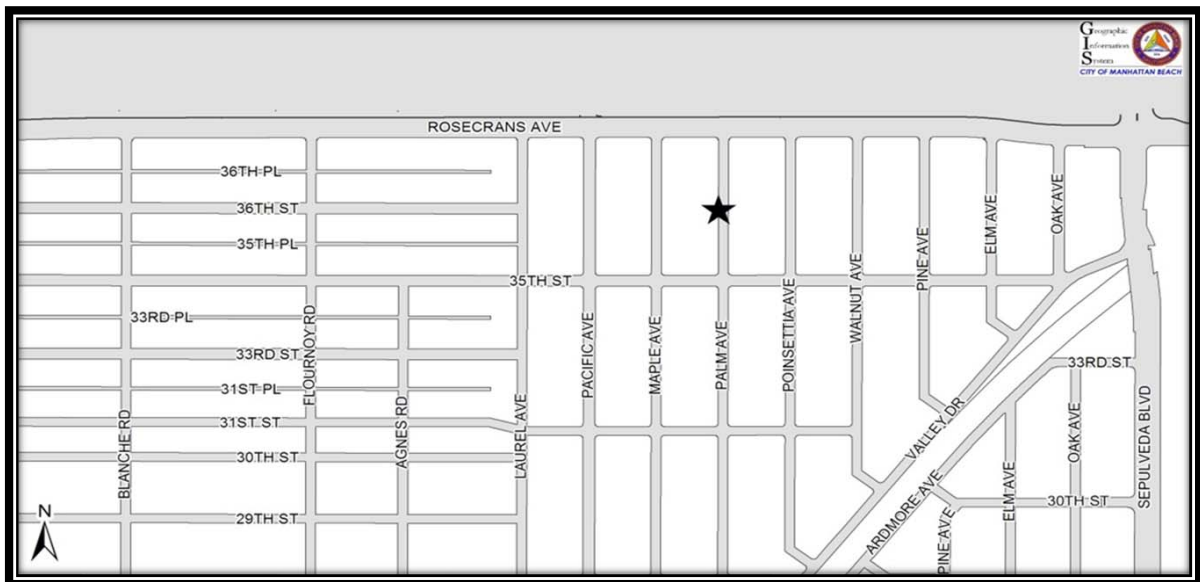 Geographic
Information
System
CITY OF MANHATTAN BEACH
ROSECRANS AVE
36TH PL
36TH ST
35TH PL
35TH ST
33RD PL
33RD ST
31ST PL
31ST ST
30TH ST
29TH ST
BLANCHE RD
FLOURNOY RD
AGNES RD
LAUREL AVE
PACIFIC AVE
MAPLE AVE
PALM AVE
POINSETTIA AVE
WALNUT AVE
PINE AVE
ELM AVE
OAK AVE
33RD ST
VALLEY DR
ARDMORE AVE
PINE AVE
ELM AVE
OAK AVE
30TH ST
SEPULVEDA BLVD
N